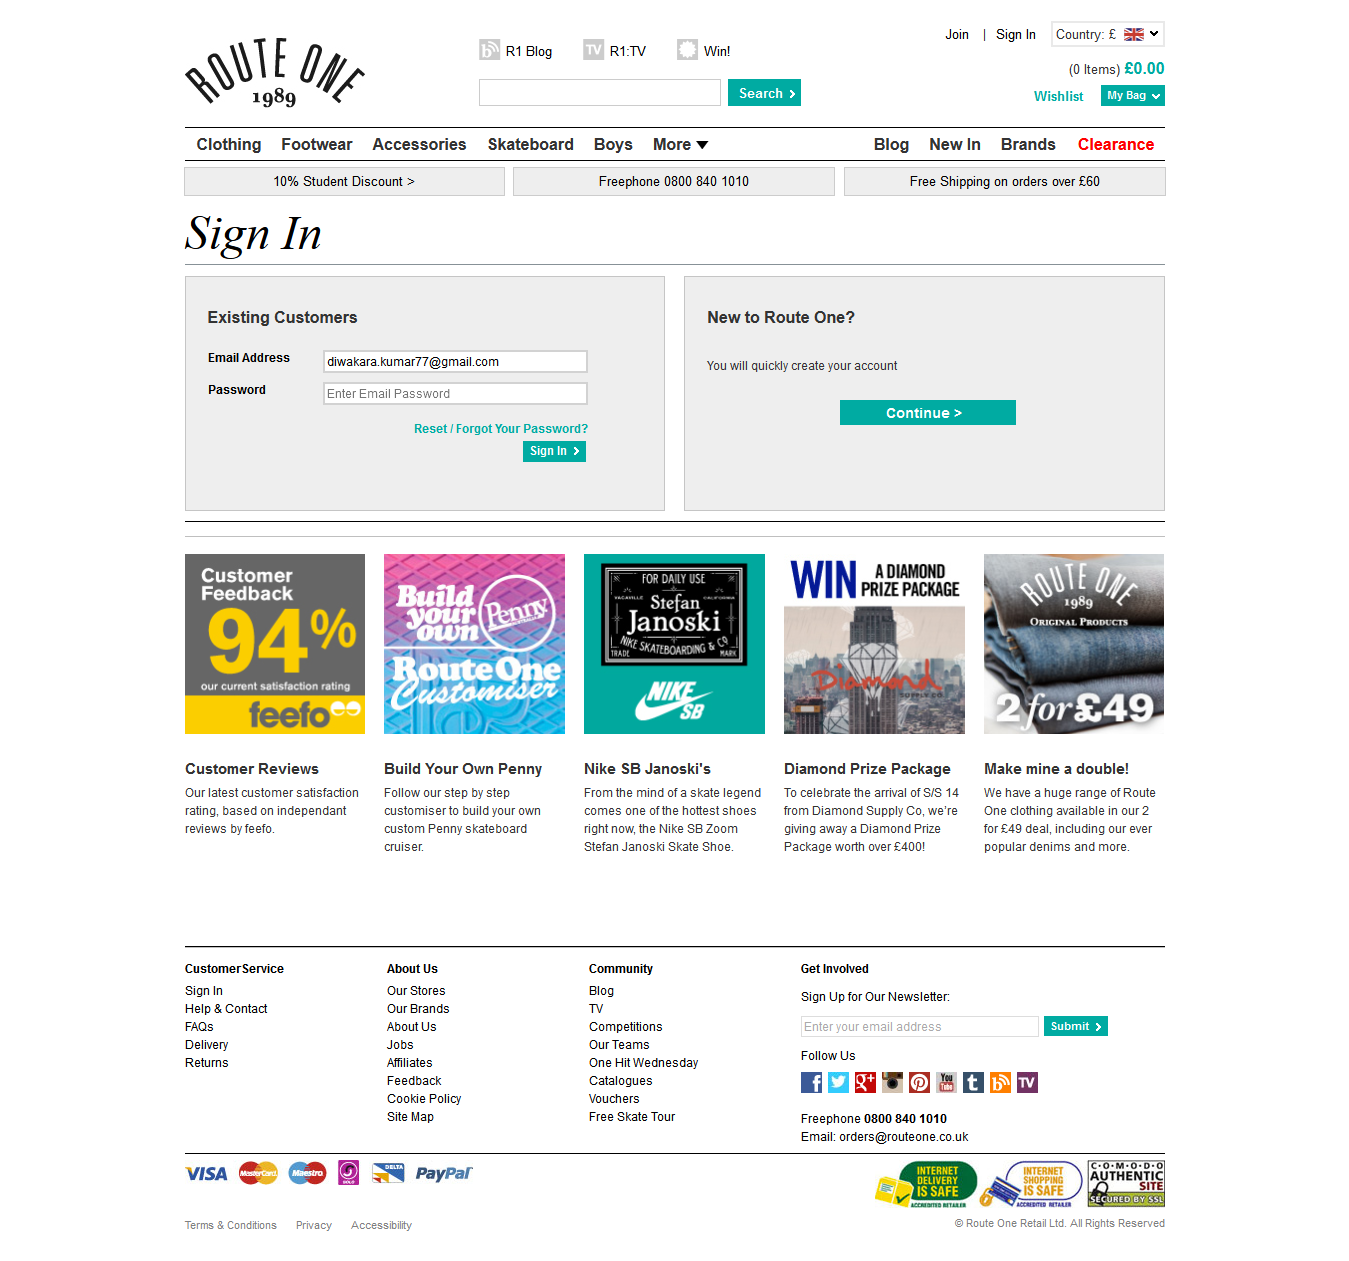 ROUTE ONE
1989
R1 Blog
TV R1:TV
Win!
Join | Sign In
Country: £
(0 Items) £0.00
Search
Wishlist
My Bag
Clothing
Footwear
Accessories
Skateboard
Boys
More
Blog
New In
Brands
Clearance
10% Student Discount >
Freephone 0800 840 1010
Free Shipping on orders over £60
Sign In
Existing Customers
Email Address
diwakara.kumar77@gmail.com
Password
Enter Email Password
Reset / Forgot Your Password?
Sign In
New to Route One?
You will quickly create your account
Continue >
Customer
Feedback
94%
our current satisfaction rating
feefo
Build
your
own
Penny
Route One
Customiser
FOR DAILY USE
VACAVILLE
CALIFORNIA
Stefan
Janoski
NIKE SKATEBOARDING & CO
TRADE
MARK
NIKE
SB
WIN
A DIAMOND
PRIZE PACKAGE
Diamond
SUPPLY CO.
ROUTE ONE
1989
ORIGINAL PRODUCTS
2 for £49
Customer Reviews
Our latest customer satisfaction
rating, based on independant
reviews by feefo.
Build Your Own Penny
Follow our step by step
customiser to build your own
custom Penny skateboard
cruiser.
Nike SB Janoski's
From the mind of a skate legend
comes one of the hottest shoes
right now, the Nike SB Zoom
Stefan Janoski Skate Shoe.
Diamond Prize Package
To celebrate the arrival of S/S 14
from Diamond Supply Co, we're
giving away a Diamond Prize
Package worth over £400!
Make mine a double!
We have a huge range of Route
One clothing available in our 2
for £49 deal, including our ever
popular denims and more.
CustomerService
Sign In
Help & Contact
FAQs
Delivery
Returns
About Us
Our Stores
Our Brands
About Us
Jobs
Affiliates
Feedback
Cookie Policy
Site Map
Community
Blog
TV
Competitions
Our Teams
One Hit Wednesday
Catalogues
Vouchers
Free Skate Tour
Get Involved
Sign Up for Our Newsletter:
Enter your email address
Submit
Follow Us
You
Tube
TV
Freephone 0800 840 1010
Email: orders@routeone.co.uk
VISA
MasterCard
Maestro
SOLO
DELTA
PayPal
INTERNET
DELIVERY
IS SAFE
ACCREDITED RETAILER
INTERNET
SHOPPING
IS SAFE
ACCREDITED RETAILER
C·O·M·O·D·O
AUTHENTIC
SITE
SECURED BY SSL
Terms & Conditions
Privacy
Accessibility
© Route One Retail Ltd. All Rights Reserved